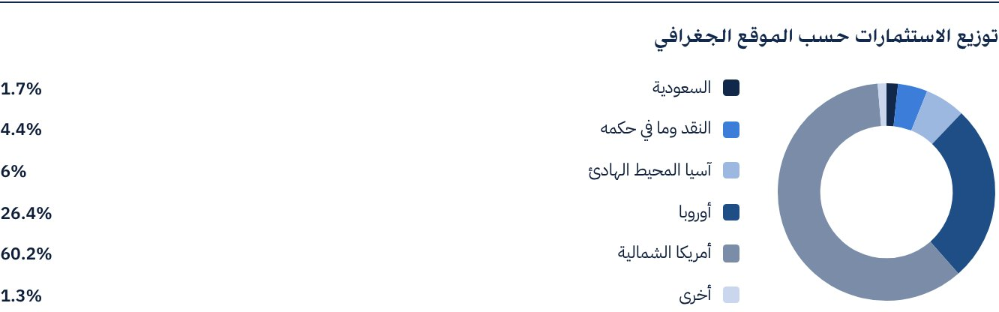 توزيع الاستثمارات حسب الموقع الجغرافي
السعودية 1.7%
النقد وما في حكمه 4.4%
آسيا المحيط الهادئ 6%
أوروبا 26.4%
أمريكا الشمالية 60.2%
أخرى 1.3%